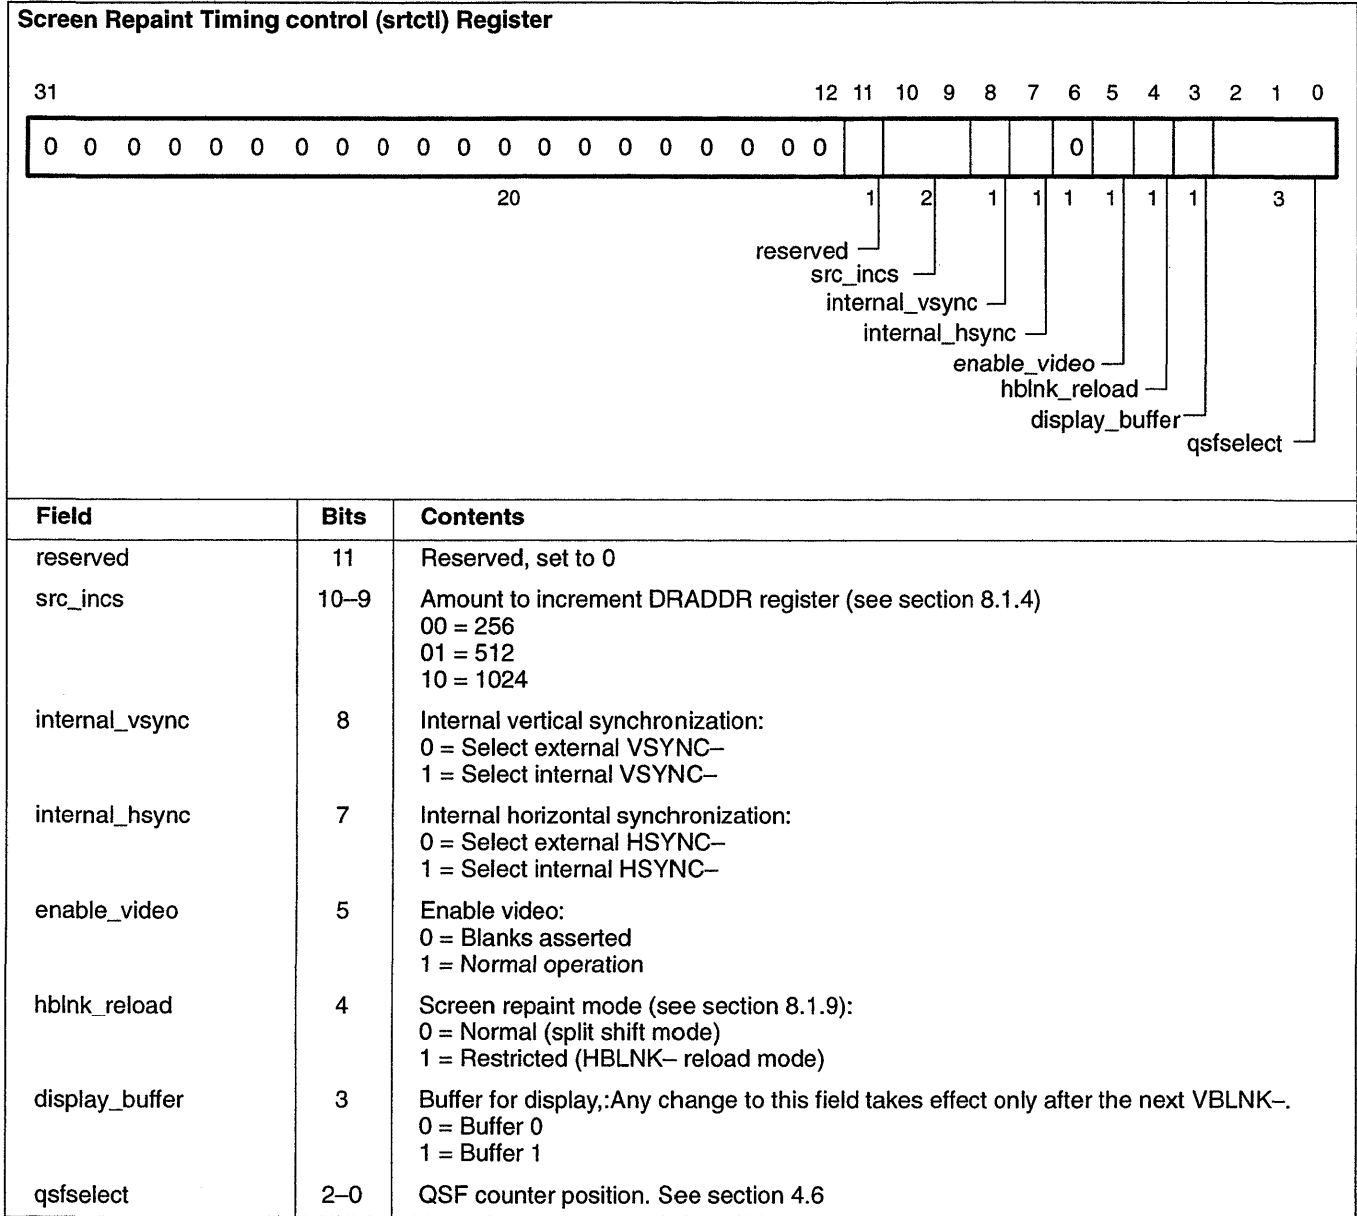 Screen Repaint Timing control (srtctl) Register
31 12 11 10 9 8 7 6 5 4 3 2 1 0
0 0 0 0 0 0 0 0 0 0 0 0 0 0 0 0 0 0 0 0 0
20 1 2 1 1 1 1 1 1 3
reserved
src_incs
internal_vsync
internal_hsync
enable_video
hblnk_reload
display_buffer
qsfselect
Field Bits Contents
reserved 11 Reserved, set to 0
src_incs 10–9 Amount to increment DRADDR register (see section 8.1.4)
00 = 256
01 = 512
10 = 1024
internal_vsync 8 Internal vertical synchronization:
0 = Select external VSYNC–
1 = Select internal VSYNC–
internal_hsync 7 Internal horizontal synchronization:
0 = Select external HSYNC–
1 = Select internal HSYNC–
enable_video 5 Enable video:
0 = Blanks asserted
1 = Normal operation
hblnk_reload 4 Screen repaint mode (see section 8.1.9):
0 = Normal (split shift mode)
1 = Restricted (HBLNK– reload mode)
display_buffer 3 Buffer for display,:Any change to this field takes effect only after the next VBLNK–.
0 = Buffer 0
1 = Buffer 1
qsfselect 2–0 QSF counter position. See section 4.6